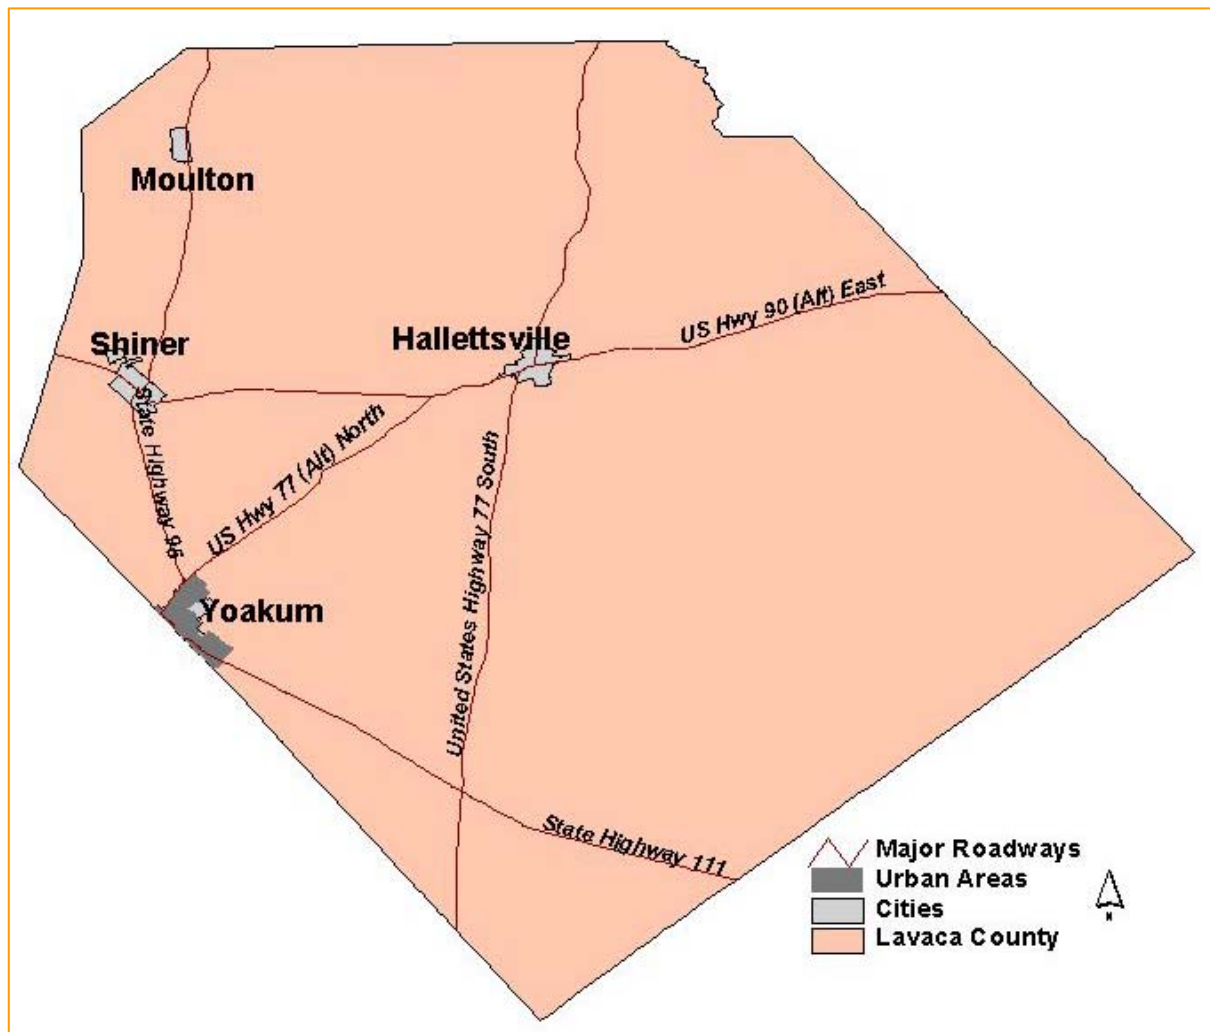 Moulton
Shiner
Hallettsville
US Hwy 90 (Alt) East
State Highway 95
US Hwy 77 (Alt) North
United States Highway 77 South
Yoakum
State Highway 111
Major Roadways
Urban Areas
Cities
Lavaca County
N